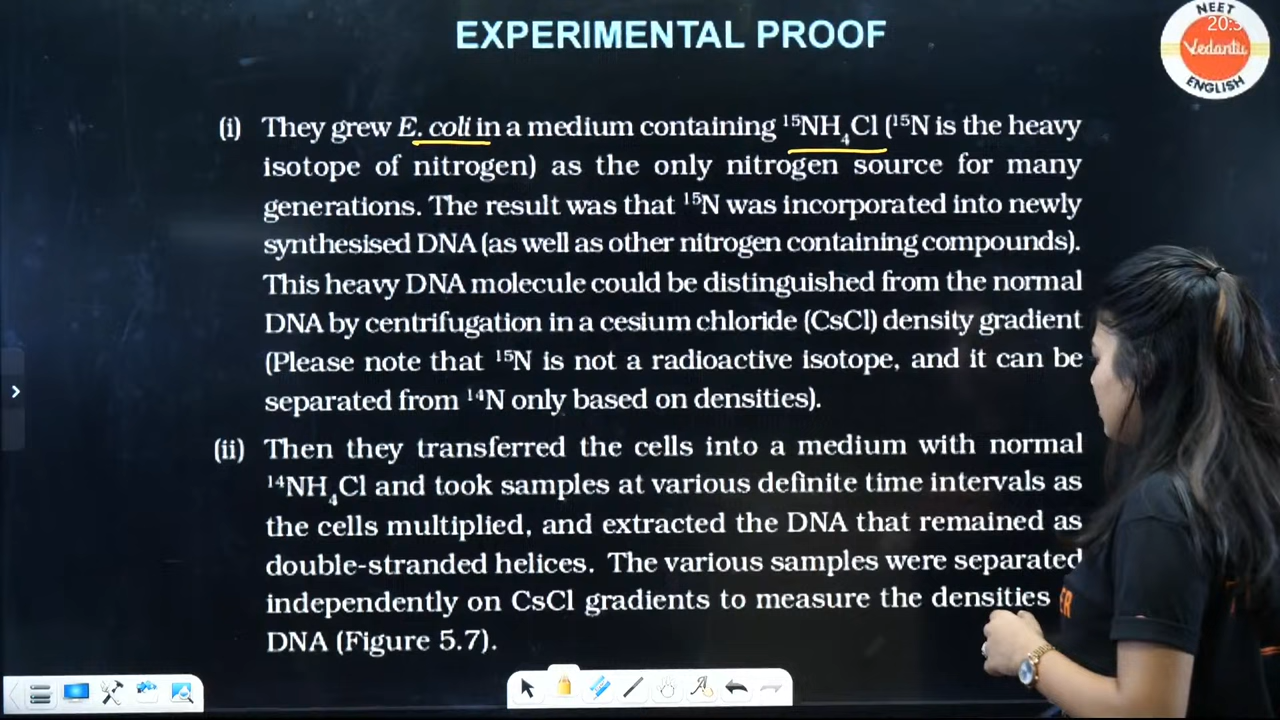 EXPERIMENTAL PROOF
NEET
20:3
Vedantu
ENGLISH
(i) They grew E. coli in a medium containing ¹⁵NH₄Cl (¹⁵N is the heavy
isotope of nitrogen) as the only nitrogen source for many
generations. The result was that ¹⁵N was incorporated into newly
synthesised DNA (as well as other nitrogen containing compounds).
This heavy DNA molecule could be distinguished from the normal
DNA by centrifugation in a cesium chloride (CsCl) density gradient
(Please note that ¹⁵N is not a radioactive isotope, and it can be
separated from ¹⁴N only based on densities).
(ii) Then they transferred the cells into a medium with normal
¹⁴NH₄Cl and took samples at various definite time intervals as
the cells multiplied, and extracted the DNA that remained as
double-stranded helices. The various samples were separated
independently on CsCl gradients to measure the densities
DNA (Figure 5.7).
ER